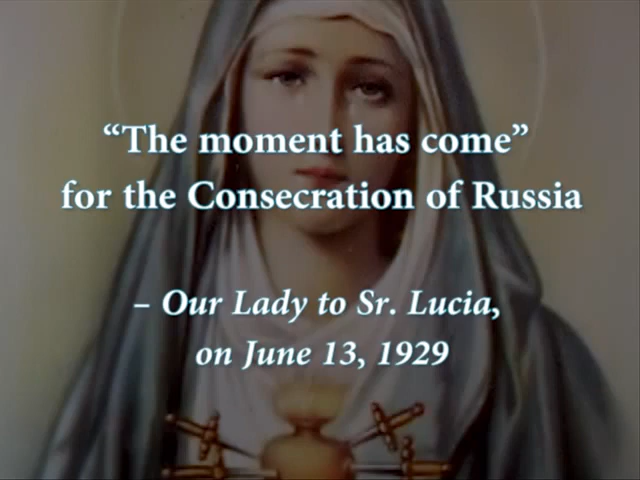 “The moment has come”
for the Consecration of Russia
– Our Lady to Sr. Lucia,
on June 13, 1929